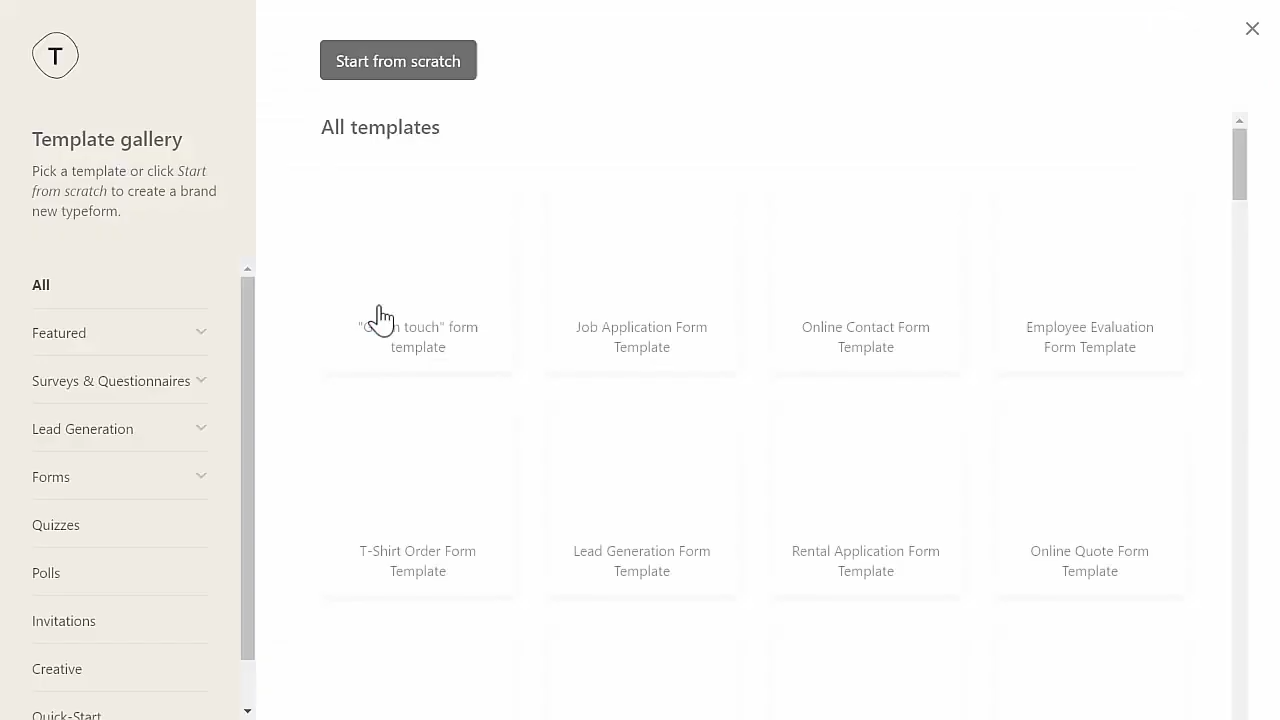 T
Template gallery
Pick a template or click Start
from scratch to create a brand
new typeform.
All
Featured
Surveys & Questionnaires
Lead Generation
Forms
Quizzes
Polls
Invitations
Creative
Quick-Start
Start from scratch
All templates
touch" form
template
Job Application Form
Template
Online Contact Form
Template
Employee Evaluation
Form Template
T-Shirt Order Form
Template
Lead Generation Form
Template
Rental Application Form
Template
Online Quote Form
Template